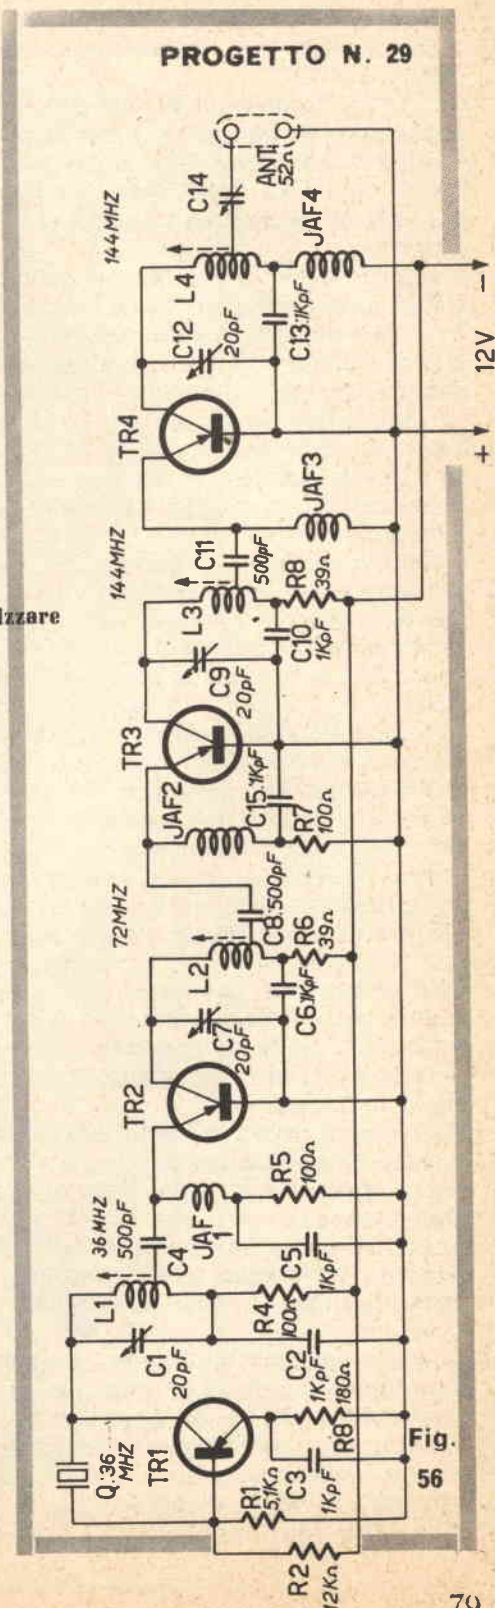 PROGETTO N. 29
izzare
Q:36
MHZ
TR1
R1
5,1KΩ
R2
12KΩ
C3
1KpF
R8
180Ω
C1
20pF
C2
1KpF
L1
R4
100Ω
36 MHZ
500pF
C4
JAF
1
C5
1KpF
R5
100Ω
TR2
C7
20pF
L2
C6 1KpF
R6
39Ω
72MHZ
C8:500pF
JAF2
C15:1KpF
R7
100Ω
TR3
C9
20pF
L3
C10
1KpF
R8
39Ω
144MHZ
C11
500pF
JAF3
TR4
C12
20pF
L4
C13:1KpF
JAF4
144MHZ
C14
ANT.
52Ω
+ 12V −
Fig.
56
79